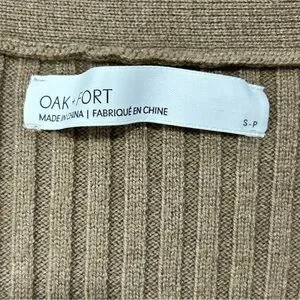 OAK + FORT
MADE IN CHINA | FABRIQUÉ EN CHINE
S-P